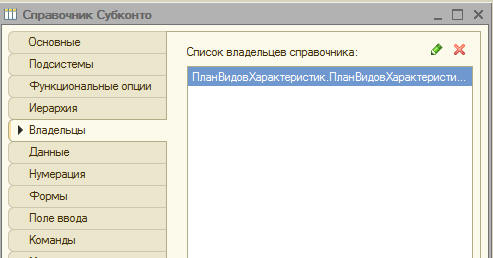 Справочник Субконто
Основные
Подсистемы
Функциональные опции
Иерархия
Владельцы
Данные
Нумерация
Формы
Поле ввода
Команды
Список владельцев справочника:
ПланВидовХарактеристик.ПланВидовХарактеристи...